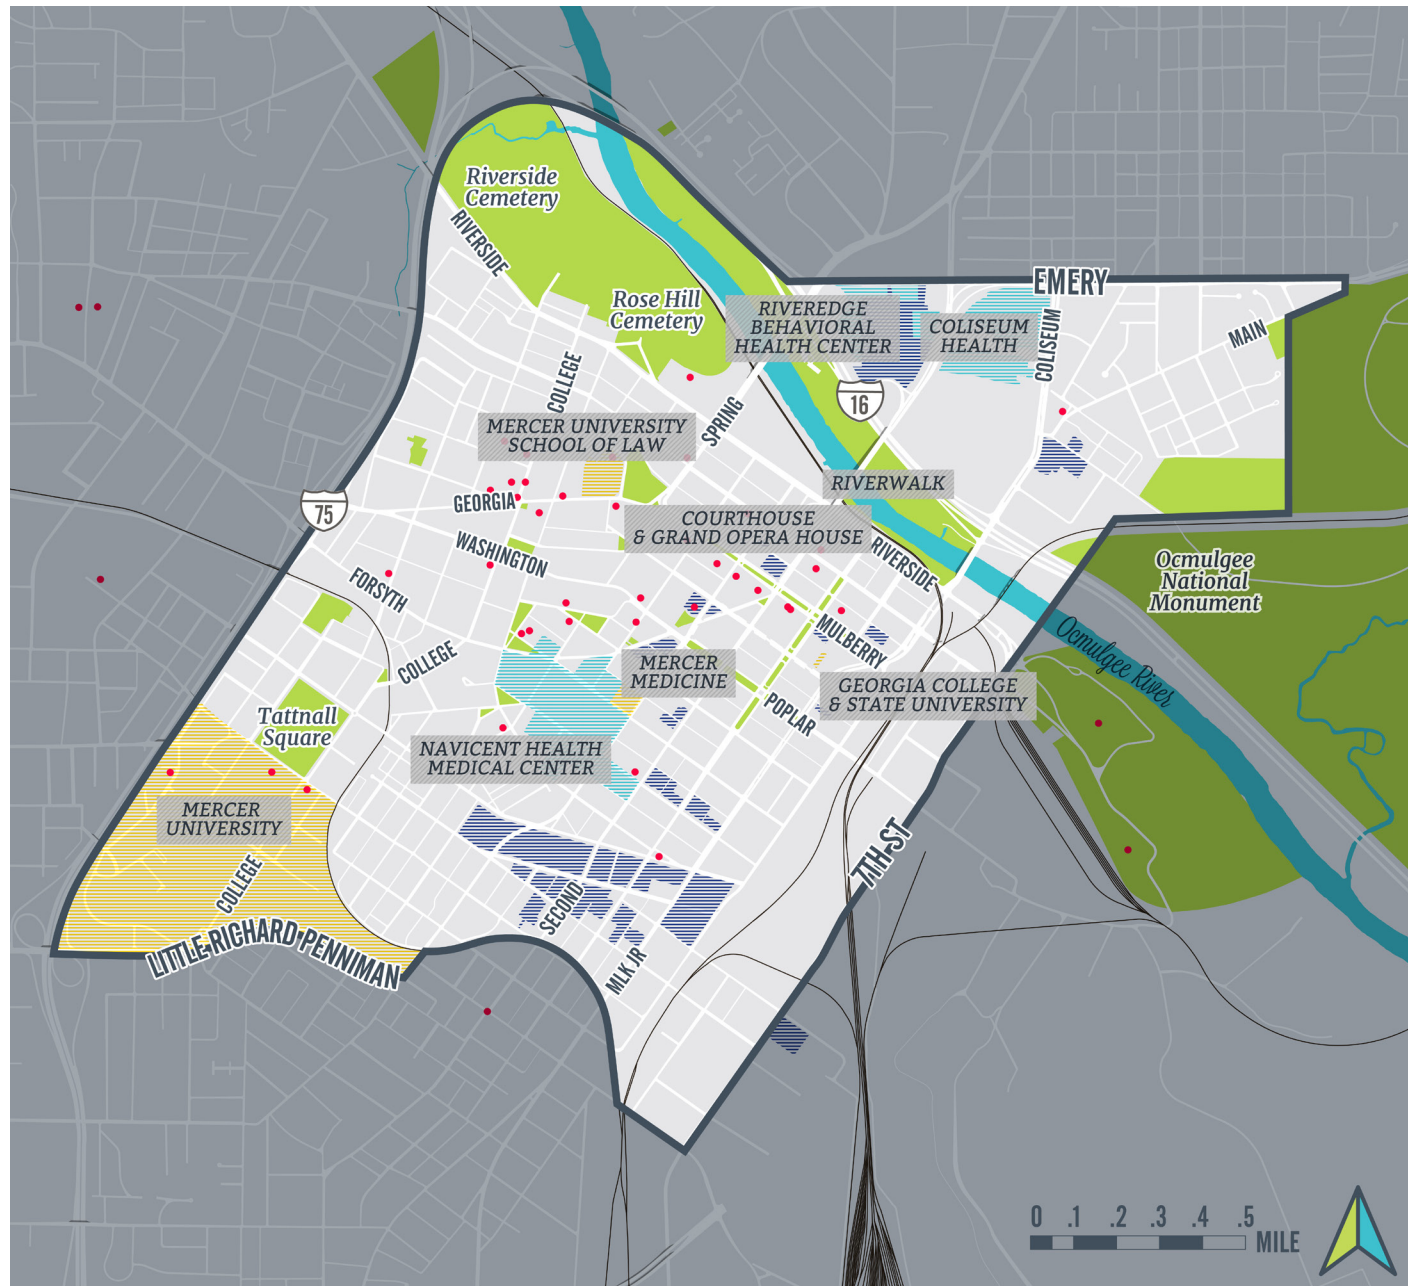 Riverside
Cemetery
RIVERSIDE
EMERY
Rose Hill
Cemetery
RIVEREDGE
BEHAVIORAL
HEALTH CENTER
COLISEUM
HEALTH
COLISEUM
MAIN
COLLEGE
16
SPRING
MERCER UNIVERSITY
SCHOOL OF LAW
RIVERWALK
75
GEORGIA
COURTHOUSE
& GRAND OPERA HOUSE
WASHINGTON
RIVERSIDE
FORSYTH
Ocmulgee
National
Monument
MULBERRY
COLLEGE
Ocmulgee River
MERCER
MEDICINE
GEORGIA COLLEGE
& STATE UNIVERSITY
POPLAR
Tattnall
Square
NAVICENT HEALTH
MEDICAL CENTER
MERCER
UNIVERSITY
7TH ST
COLLEGE
SECOND
LITTLE RICHARD PENNIMAN
MLK JR
0 .1 .2 .3 .4 .5
MILE